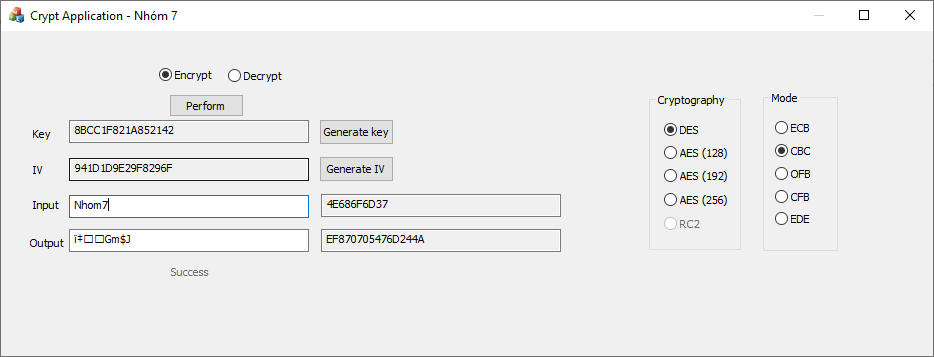 Crypt Application - Nhóm 7
Encrypt Decrypt
Perform
Key 8BCC1F821A852142 Generate key
IV 941D1D9E29F8296F Generate IV
Input Nhom7 4E686F6D37
Output ï‡□□Gm$J EF870705476D244A
Success
Cryptography
DES
AES (128)
AES (192)
AES (256)
RC2
Mode
ECB
CBC
OFB
CFB
EDE